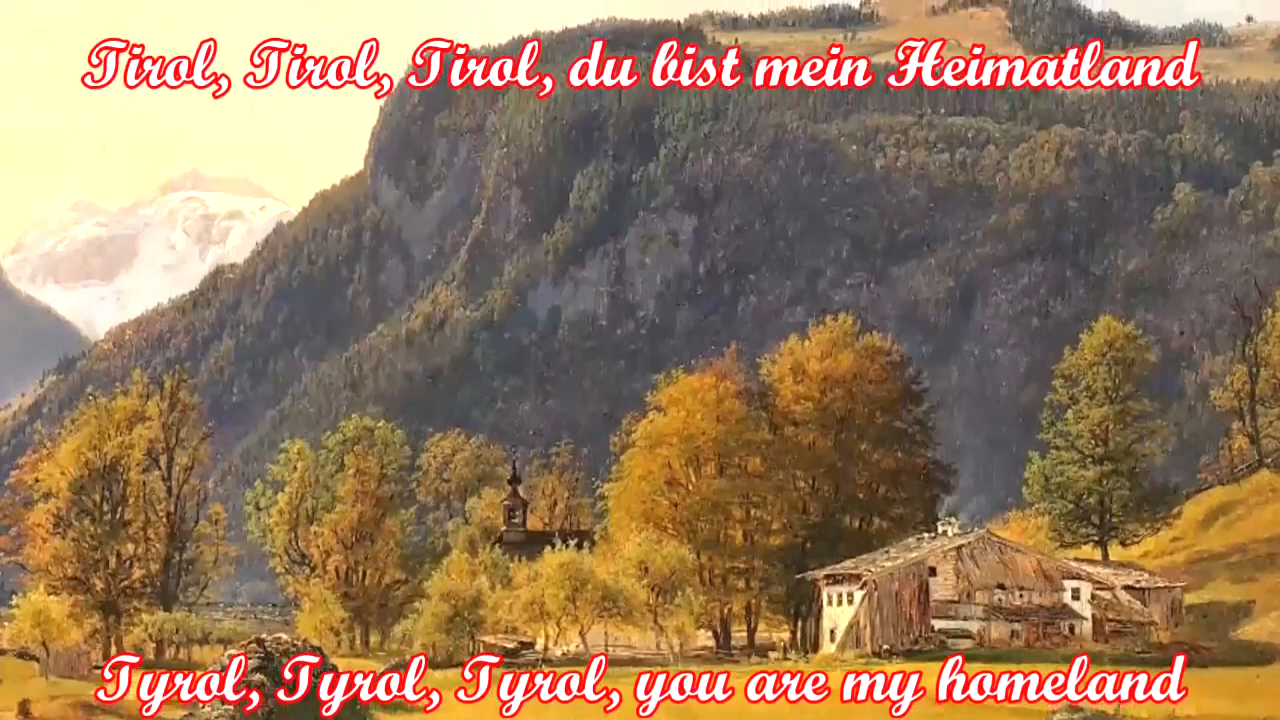 Tirol, Tirol, Tirol, du bist mein Heimatland
Tyrol, Tyrol, Tyrol, you are my homeland